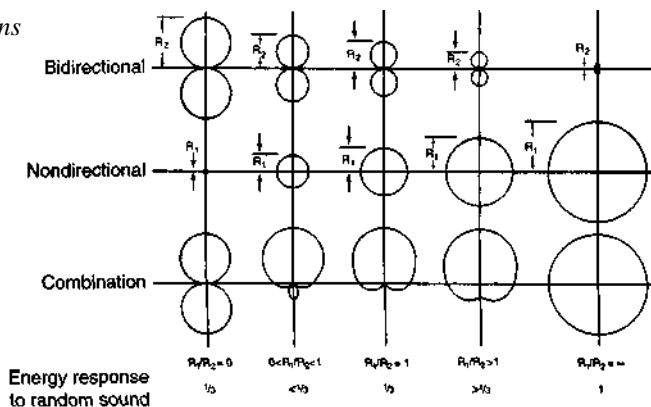 ns
R₂ R₂ R₂ R₂ R₂
Bidirectional
R₁ R₁ R₁ R₁ R₁
Nondirectional
Combination
R₁/R₂ = 0 0<R₁/R₂<1 R₁/R₂ = 1 R₁/R₂ >1 R₁/R₂ = ∞
Energy response
to random sound
1/3 <1/3 1/3 >1/3 1